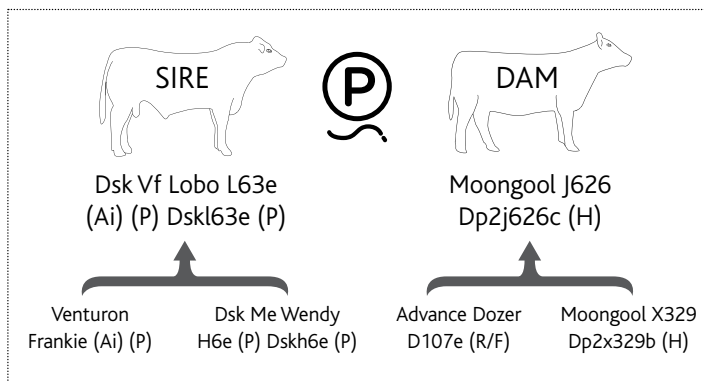 SIRE
P
DAM
Dsk Vf Lobo L63e
(Ai) (P) Dskl63e (P)
Moongool J626
Dp2j626c (H)
Venturon
Frankie (Ai) (P)
Dsk Me Wendy
H6e (P) Dskh6e (P)
Advance Dozer
D107e (R/F)
Moongool X329
Dp2x329b (H)